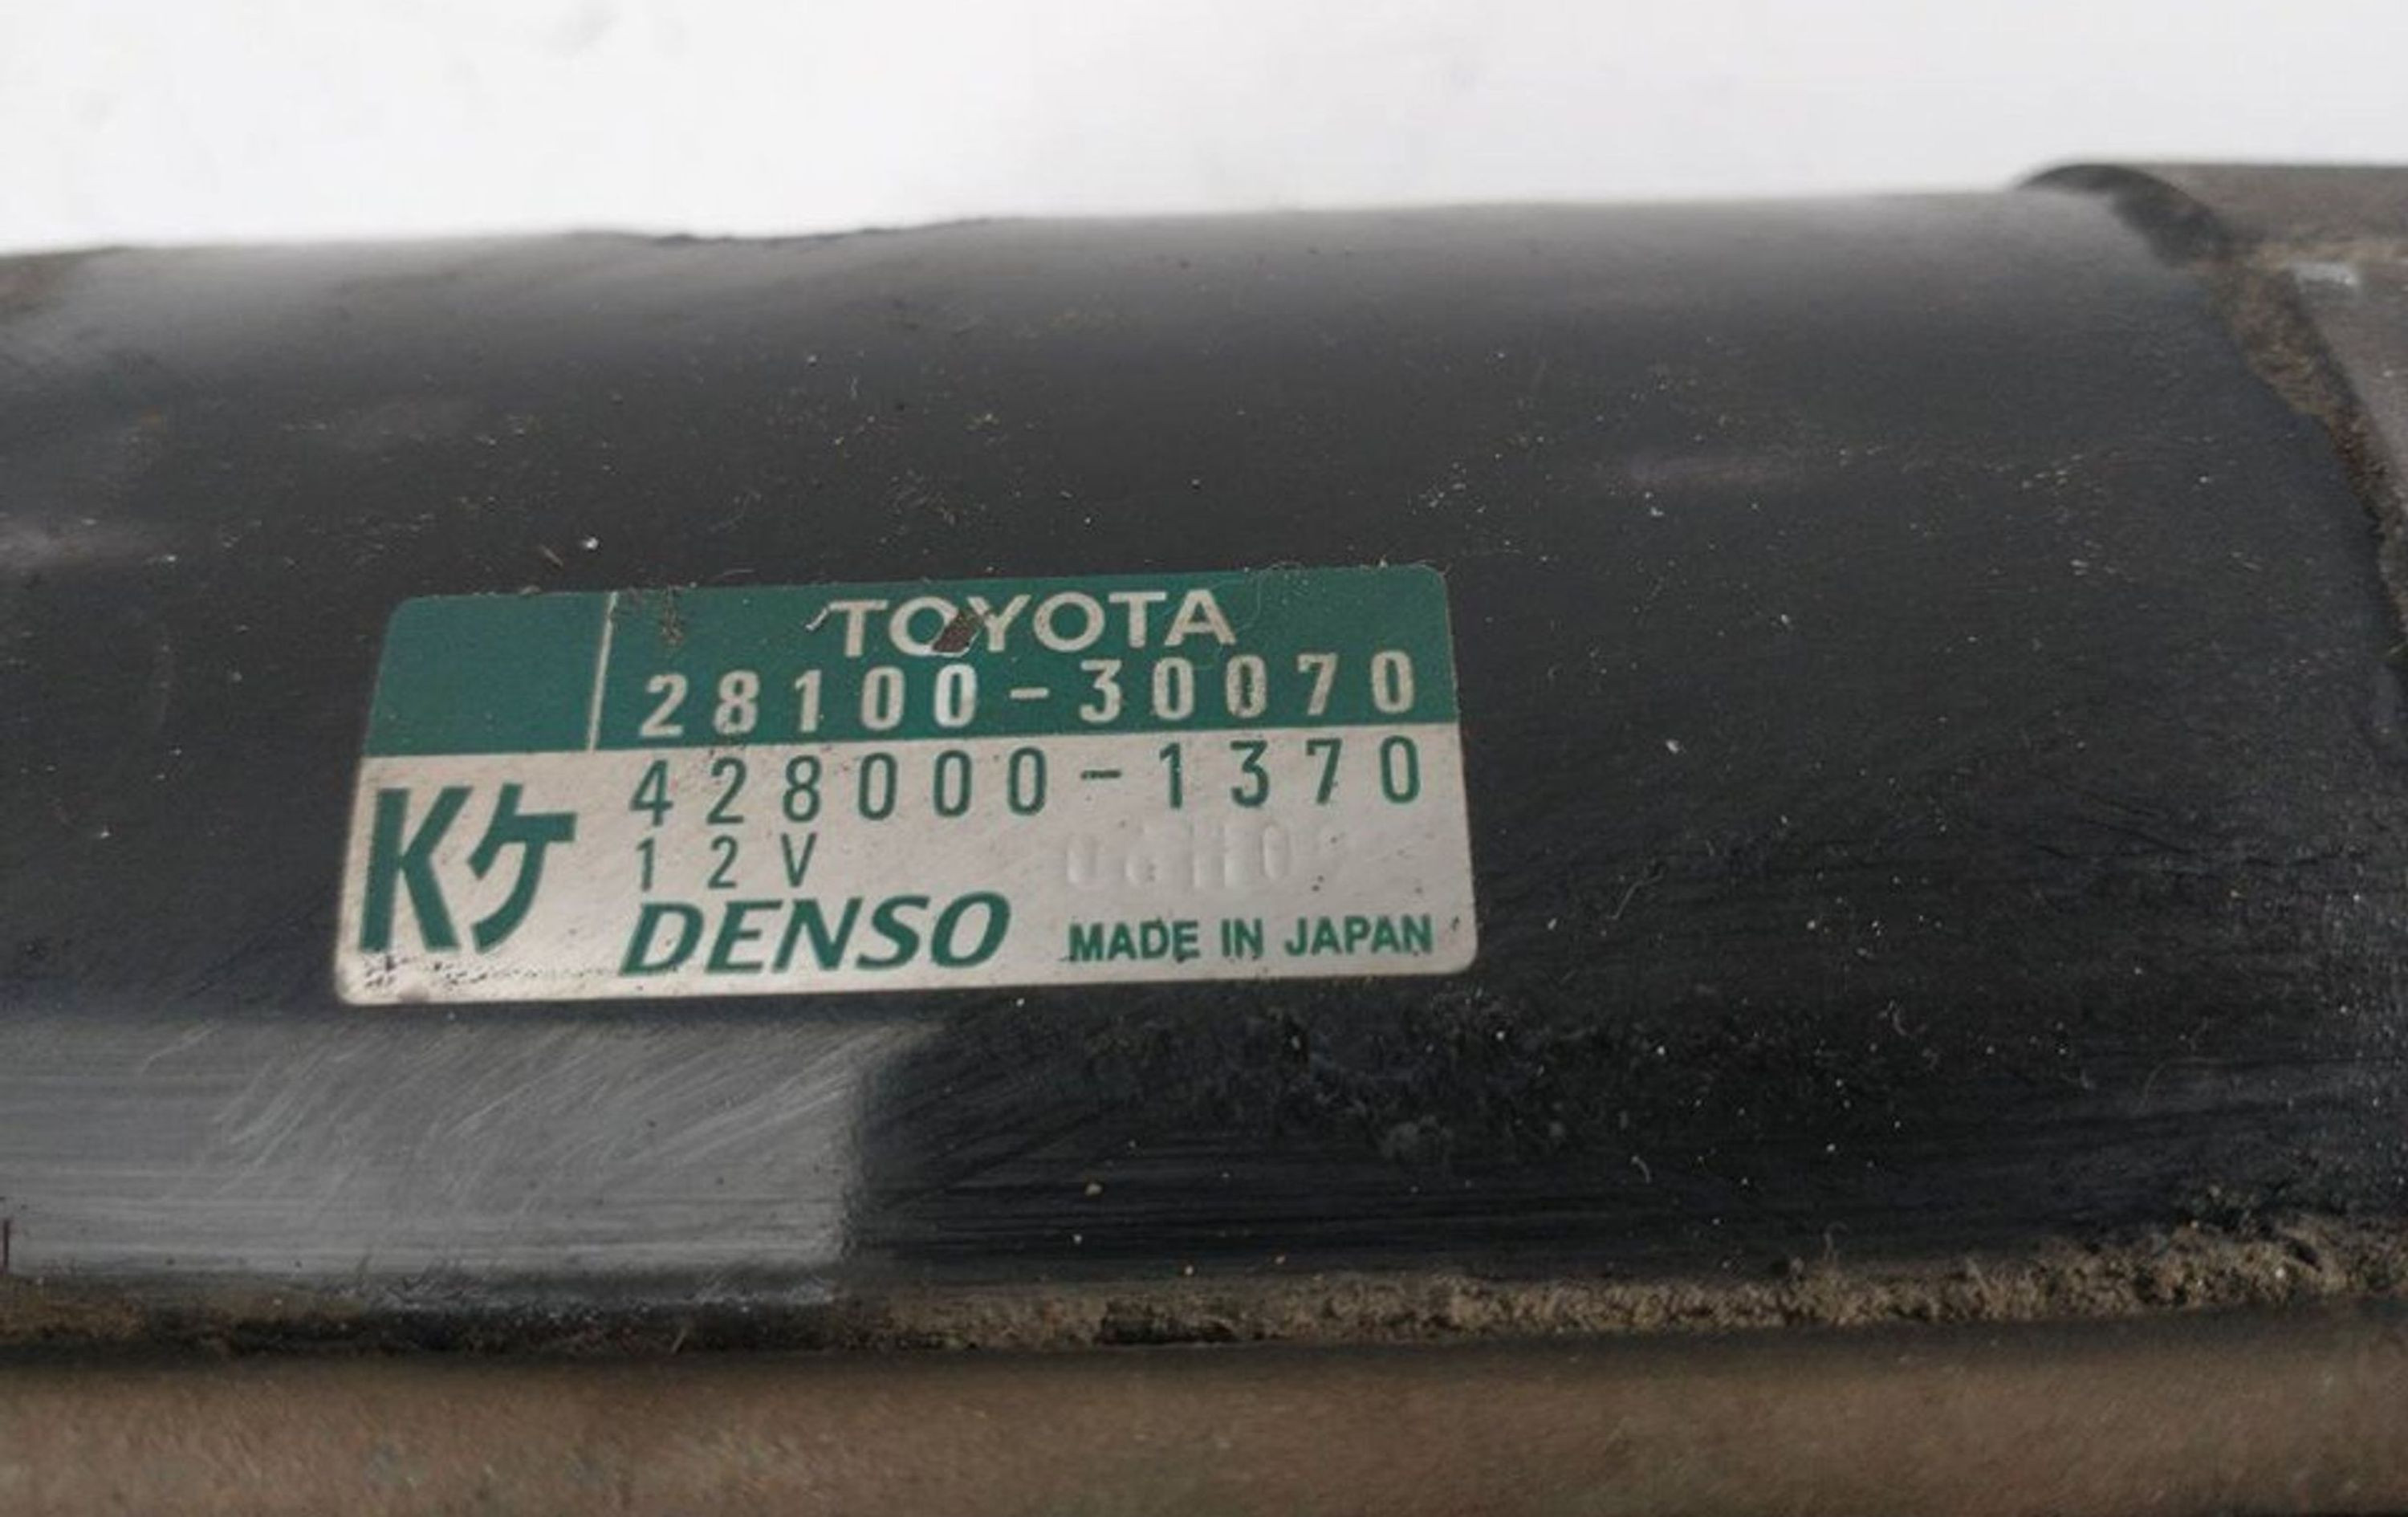 TOYOTA
28100-30070
428000-1370
12V
Kケ
DENSO
MADE IN JAPAN